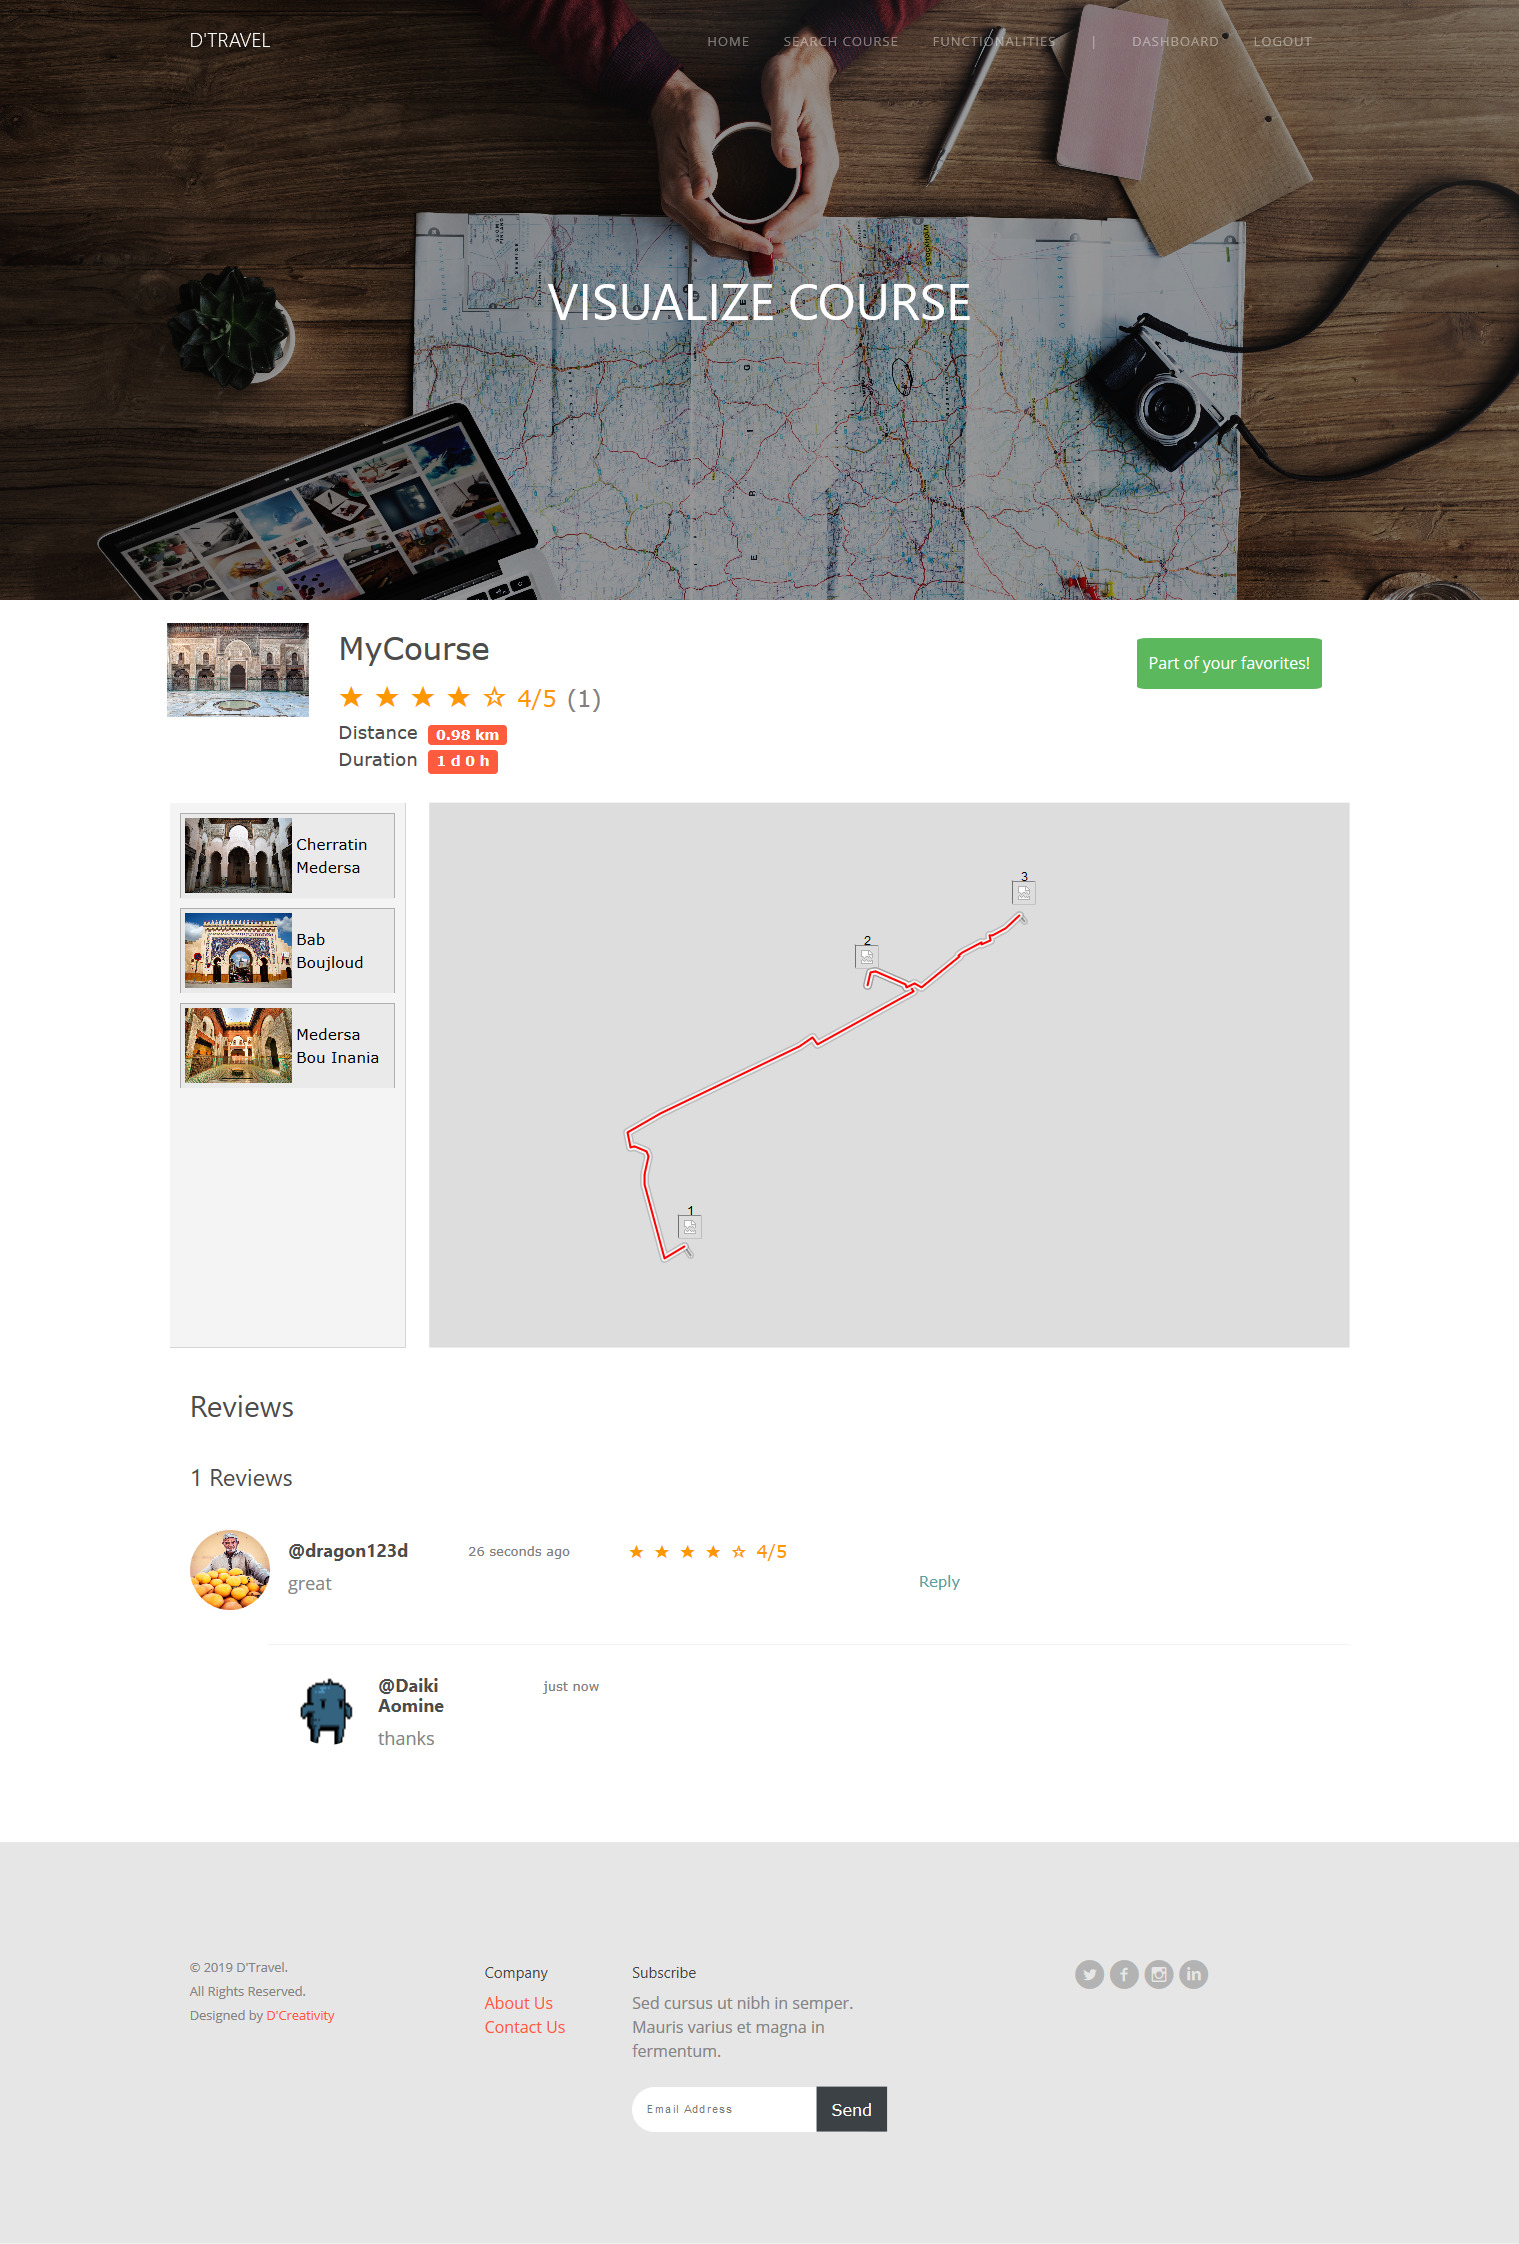 D'TRAVEL
HOME SEARCH COURSE FUNCTIONALITIES | DASHBOARD LOGOUT
STOCKHOLM
VISUALIZE COURSE
MyCourse
Part of your favorites!
★ ★ ★ ★ ☆ 4/5 (1)
Distance 0.98 km
Duration 1 d 0 h
Cherratin
Medersa
Bab
Boujloud
Medersa
Bou Inania
3
2
1
Reviews
1 Reviews
@dragon123d 26 seconds ago ★ ★ ★ ★ ☆ 4/5
great
Reply
@Daiki
Aomine
just now
thanks
© 2019 D'Travel.
All Rights Reserved.
Designed by D'Creativity
Company
About Us
Contact Us
Subscribe
Sed cursus ut nibh in semper.
Mauris varius et magna in
fermentum.
Email Address
Send